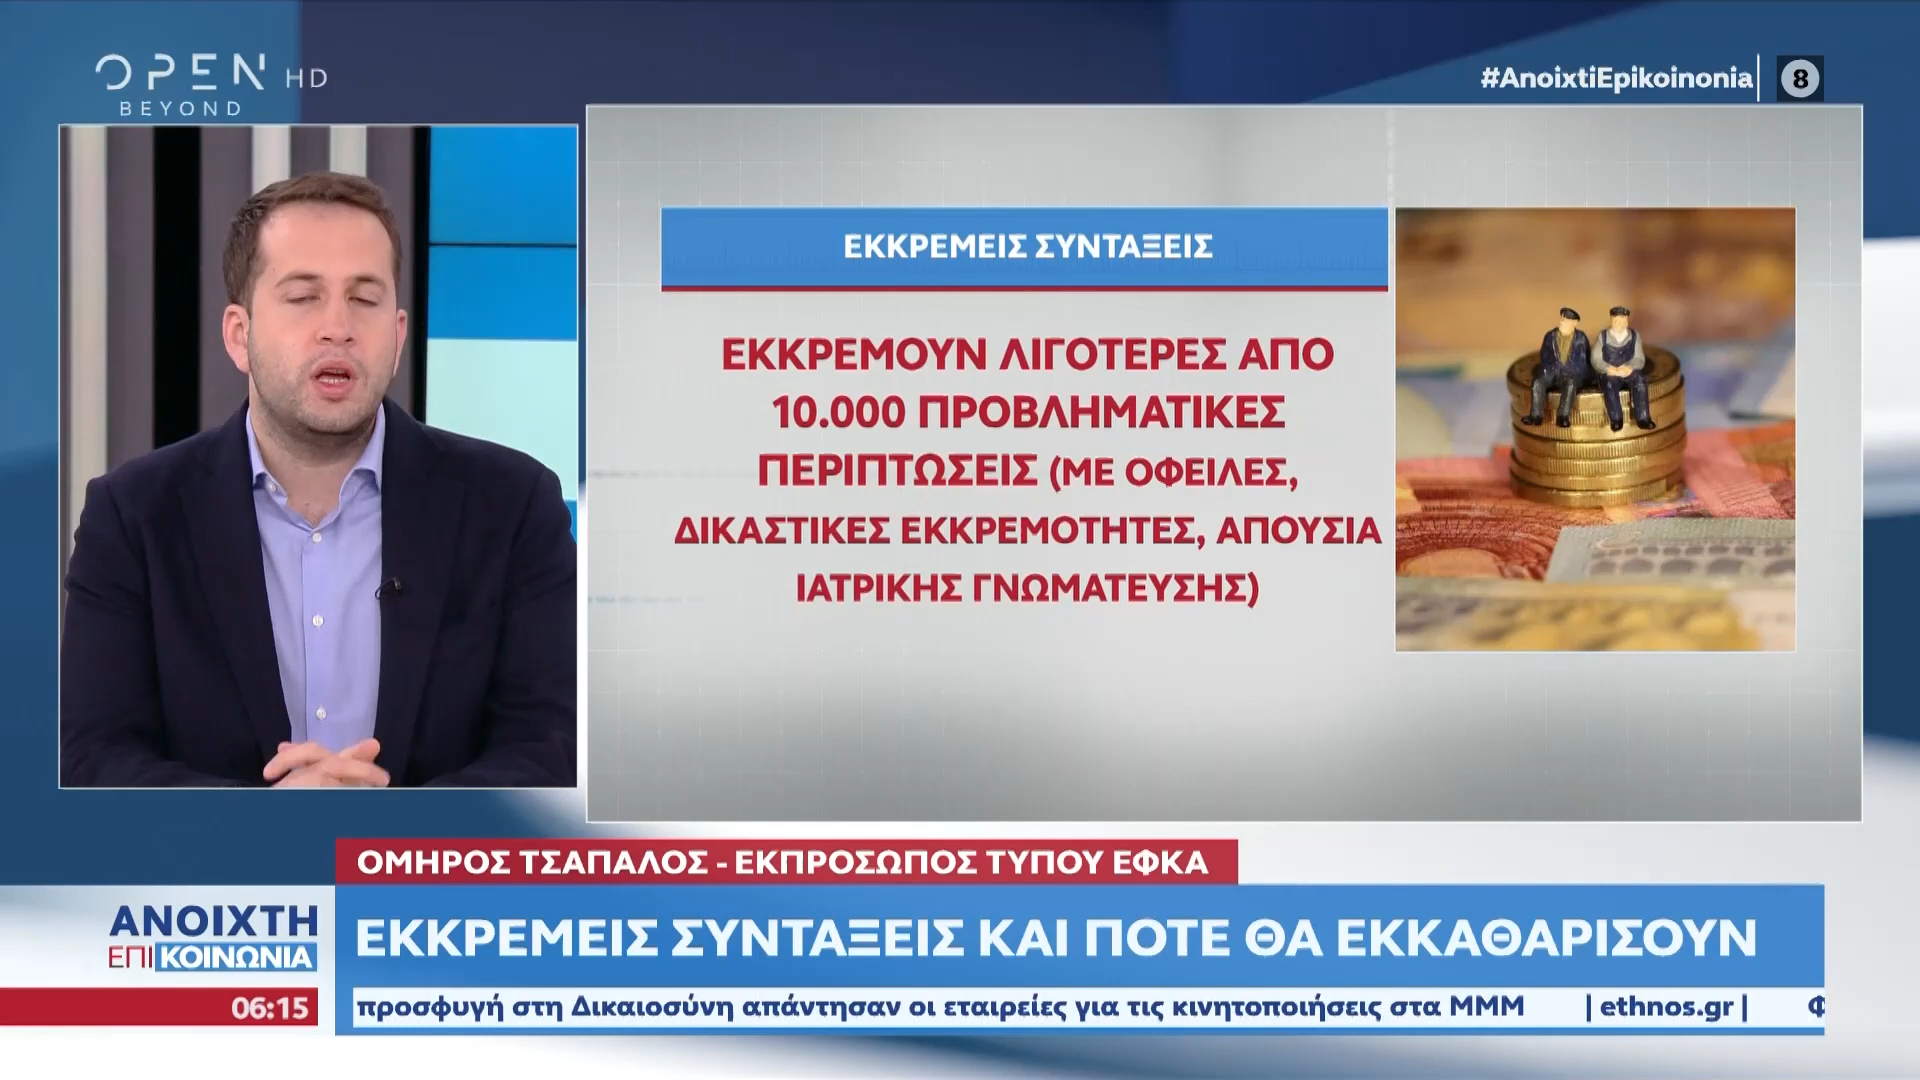 OPEN HD
BEYOND
#AnoixtiEpikoinonia
8
ΕΚΚΡΕΜΕΙΣ ΣΥΝΤΑΞΕΙΣ
ΕΚΚΡΕΜΟΥΝ ΛΙΓΟΤΕΡΕΣ ΑΠΟ
10.000 ΠΡΟΒΛΗΜΑΤΙΚΕΣ
ΠΕΡΙΠΤΩΣΕΙΣ (ΜΕ ΟΦΕΙΛΕΣ,
ΔΙΚΑΣΤΙΚΕΣ ΕΚΚΡΕΜΟΤΗΤΕΣ, ΑΠΟΥΣΙΑ
ΙΑΤΡΙΚΗΣ ΓΝΩΜΑΤΕΥΣΗΣ)
ΟΜΗΡΟΣ ΤΣΑΠΑΛΟΣ - ΕΚΠΡΟΣΩΠΟΣ ΤΥΠΟΥ ΕΦΚΑ
ΑΝΟΙΧΤΗ
ΕΠΙΚΟΙΝΩΝΙΑ
ΕΚΚΡΕΜΕΙΣ ΣΥΝΤΑΞΕΙΣ ΚΑΙ ΠΟΤΕ ΘΑ ΕΚΚΑΘΑΡΙΣΟΥΝ
06:15
προσφυγή στη Δικαιοσύνη απάντησαν οι εταιρείες για τις κινητοποιήσεις στα ΜΜΜ | ethnos.gr |